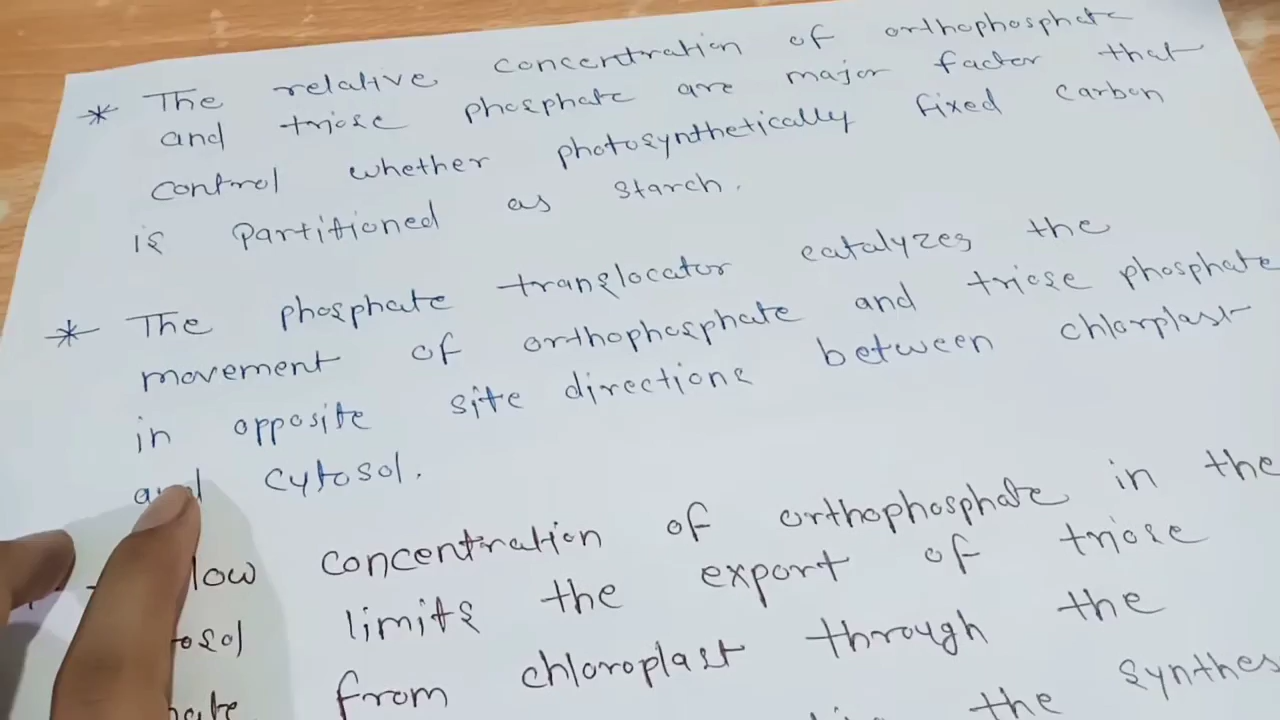 * The relative concentration of orthophosphate
and triose phosphate are major factor that
control whether photosynthetically fixed carbon
is partitioned as starch.
* The phosphate translocator catalyzes the
movement of orthophosphate and triose phosphate
in opposite site directions between chlorplast
and cytosol.
low concentration of orthophosphate in the
limits the export of triose
from chloroplast through the
the